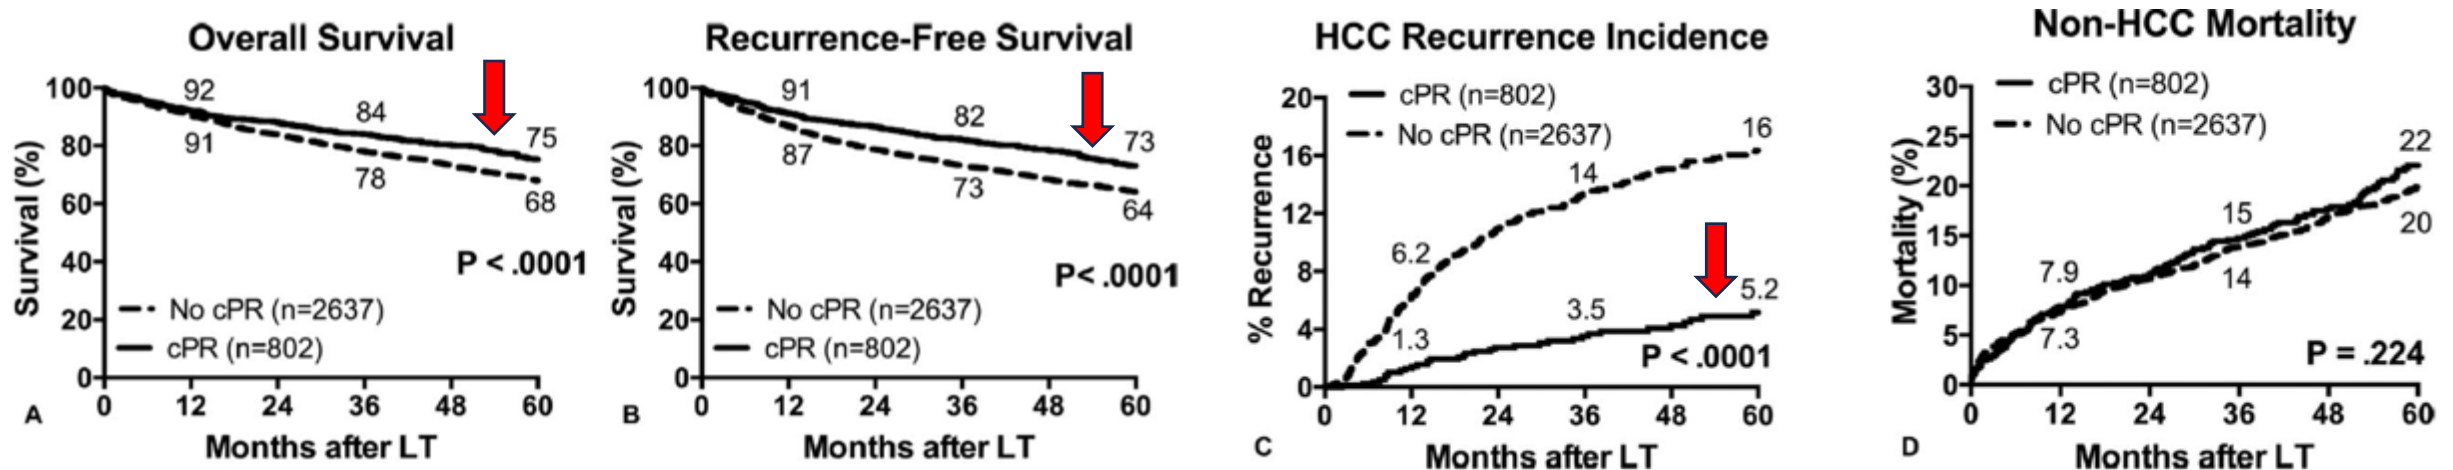 Overall Survival
Survival (%)
100
80
60
40
20
0
92
91
84
78
75
68
P < .0001
No cPR (n=2637)
cPR (n=802)
0 12 24 36 48 60
A
Months after LT
Recurrence-Free Survival
Survival (%)
100
80
60
40
20
0
91
87
82
73
73
64
P< .0001
No cPR (n=2637)
cPR (n=802)
0 12 24 36 48 60
B
Months after LT
HCC Recurrence Incidence
% Recurrence
20
16
12
8
4
0
cPR (n=802)
No cPR (n=2637)
16
14
6.2
5.2
3.5
1.3
P < .0001
0 12 24 36 48 60
C
Months after LT
Non-HCC Mortality
Mortality (%)
30
25
20
15
10
5
0
cPR (n=802)
No cPR (n=2637)
22
20
15
14
7.9
7.3
P = .224
0 12 24 36 48 60
D
Months after LT